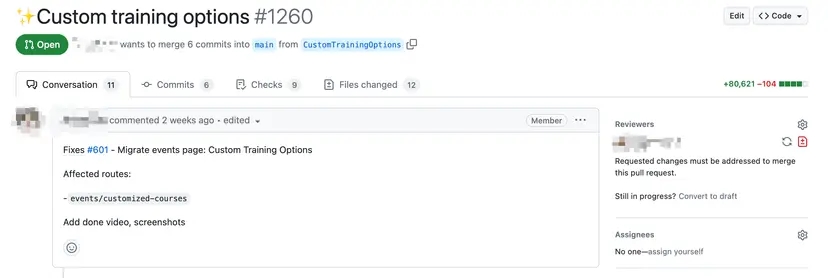 ✨Custom training options #1260
Edit
Code
Open
wants to merge 6 commits into main from CustomTrainingOptions
Conversation 11
Commits 6
Checks 9
Files changed 12
+80,621 −104
commented 2 weeks ago • edited
Member
Fixes #601 - Migrate events page: Custom Training Options
Affected routes:
- events/customized-courses
Add done video, screenshots
Reviewers
Requested changes must be addressed to merge
this pull request.
Still in progress? Convert to draft
Assignees
No one—assign yourself